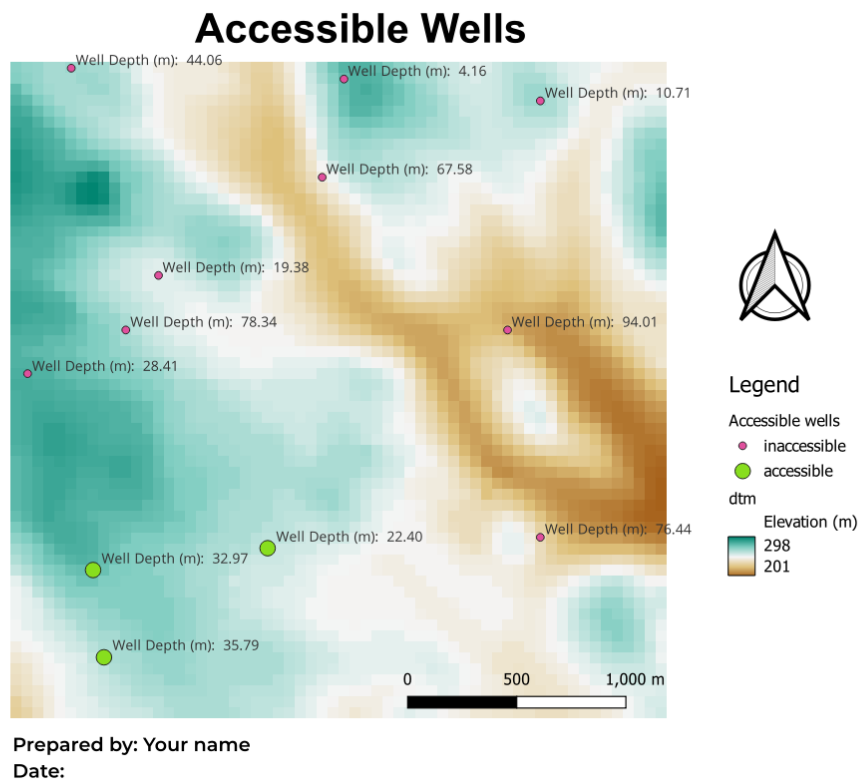 Accessible Wells
Well Depth (m): 44.06
Well Depth (m): 4.16
Well Depth (m): 10.71
Well Depth (m): 67.58
Well Depth (m): 19.38
Well Depth (m): 78.34
Well Depth (m): 94.01
Well Depth (m): 28.41
Well Depth (m): 76.44
Well Depth (m): 22.40
Well Depth (m): 32.97
Well Depth (m): 35.79
0 500 1,000 m
Legend
Accessible wells
inaccessible
accessible
dtm
Elevation (m)
298
201
Prepared by: Your name
Date: